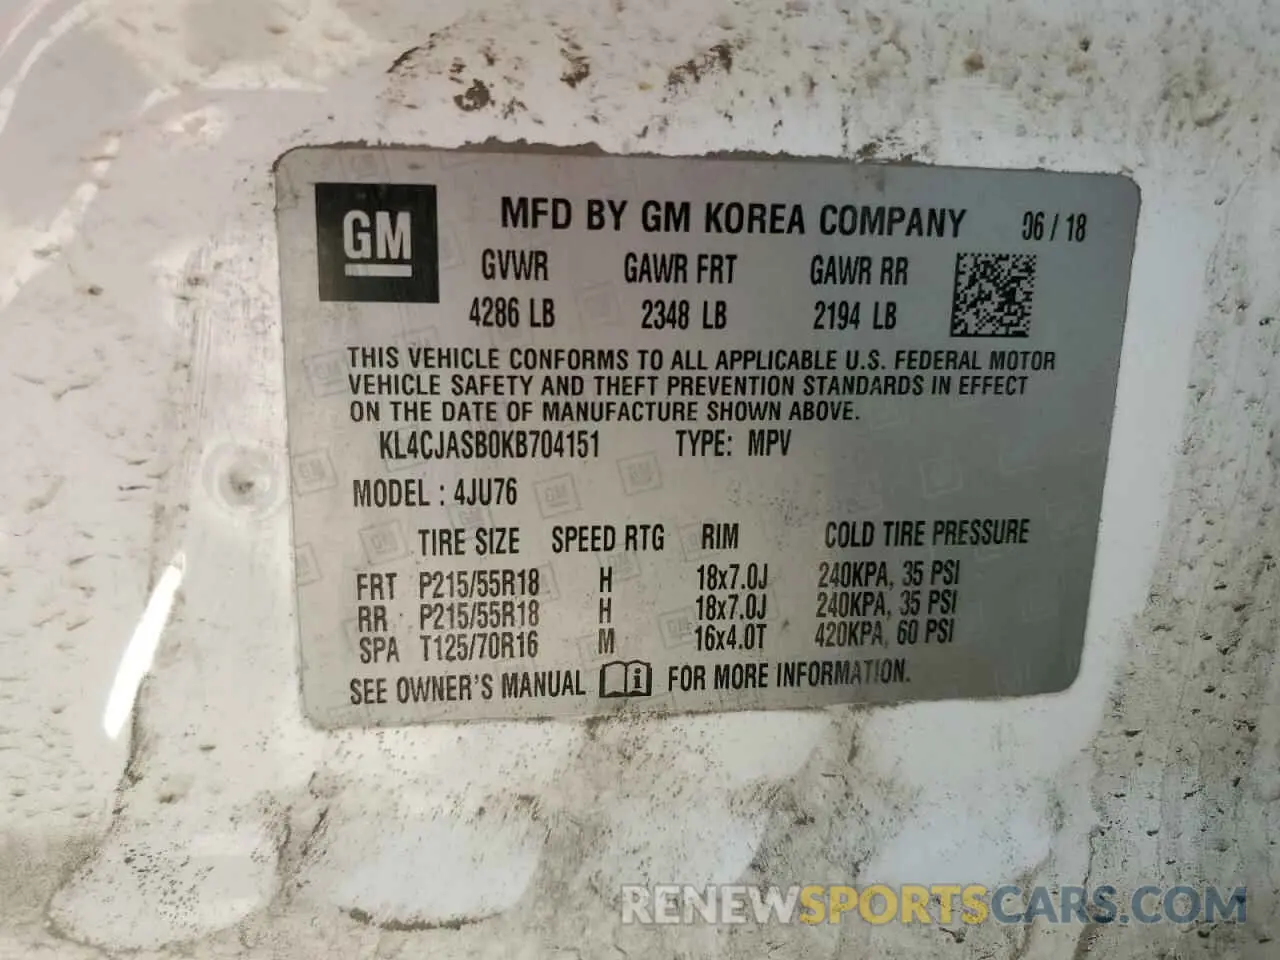 GM
MFD BY GM KOREA COMPANY 06/18
GVWR GAWR FRT GAWR RR
4286 LB 2348 LB 2194 LB
THIS VEHICLE CONFORMS TO ALL APPLICABLE U.S. FEDERAL MOTOR
VEHICLE SAFETY AND THEFT PREVENTION STANDARDS IN EFFECT
ON THE DATE OF MANUFACTURE SHOWN ABOVE.
KL4CJASB0KB704151 TYPE: MPV
MODEL : 4JU76
TIRE SIZE SPEED RTG RIM COLD TIRE PRESSURE
FRT P215/55R18 H 18x7.0J 240KPA, 35 PSI
RR P215/55R18 H 18x7.0J 240KPA, 35 PSI
SPA T125/70R16 M 16x4.0T 420KPA, 60 PSI
SEE OWNER'S MANUAL i FOR MORE INFORMATION.
RENEWSPORTSCARS.COM